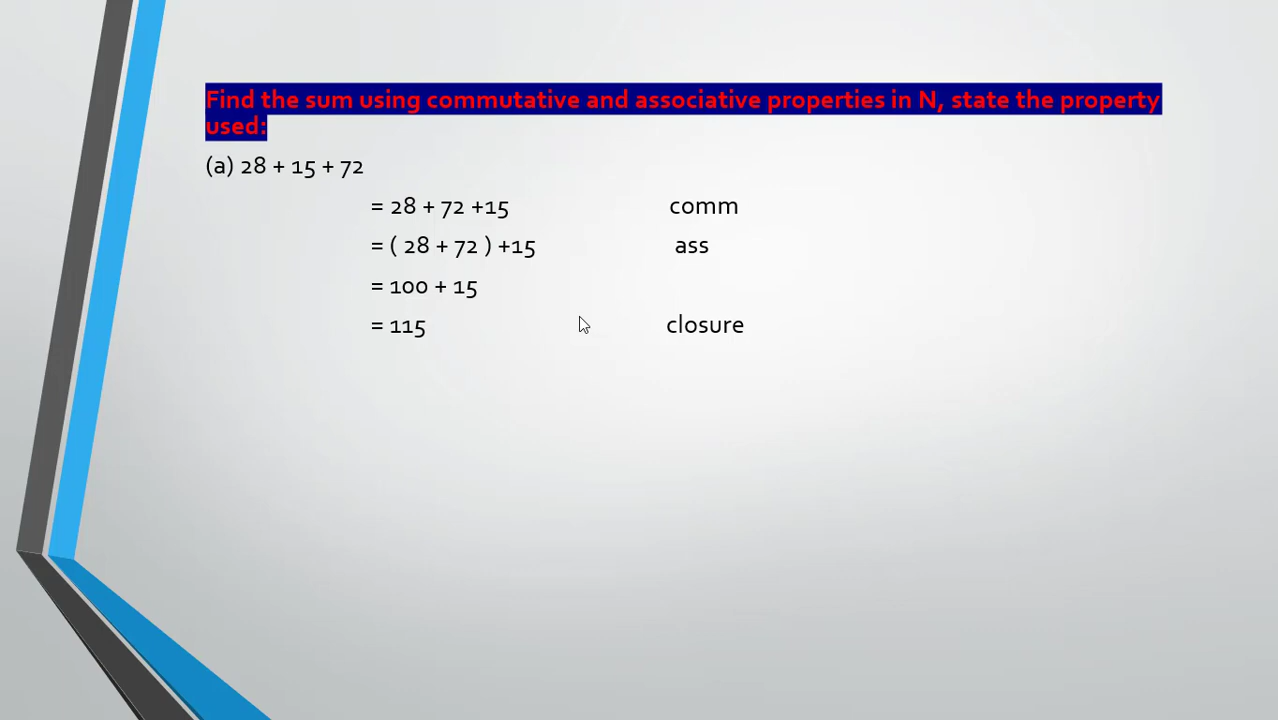 Find the sum using commutative and associative properties in N, state the property
used:
(a) 28 + 15 + 72
= 28 + 72 +15 comm
= ( 28 + 72 ) +15 ass
= 100 + 15
= 115 closure